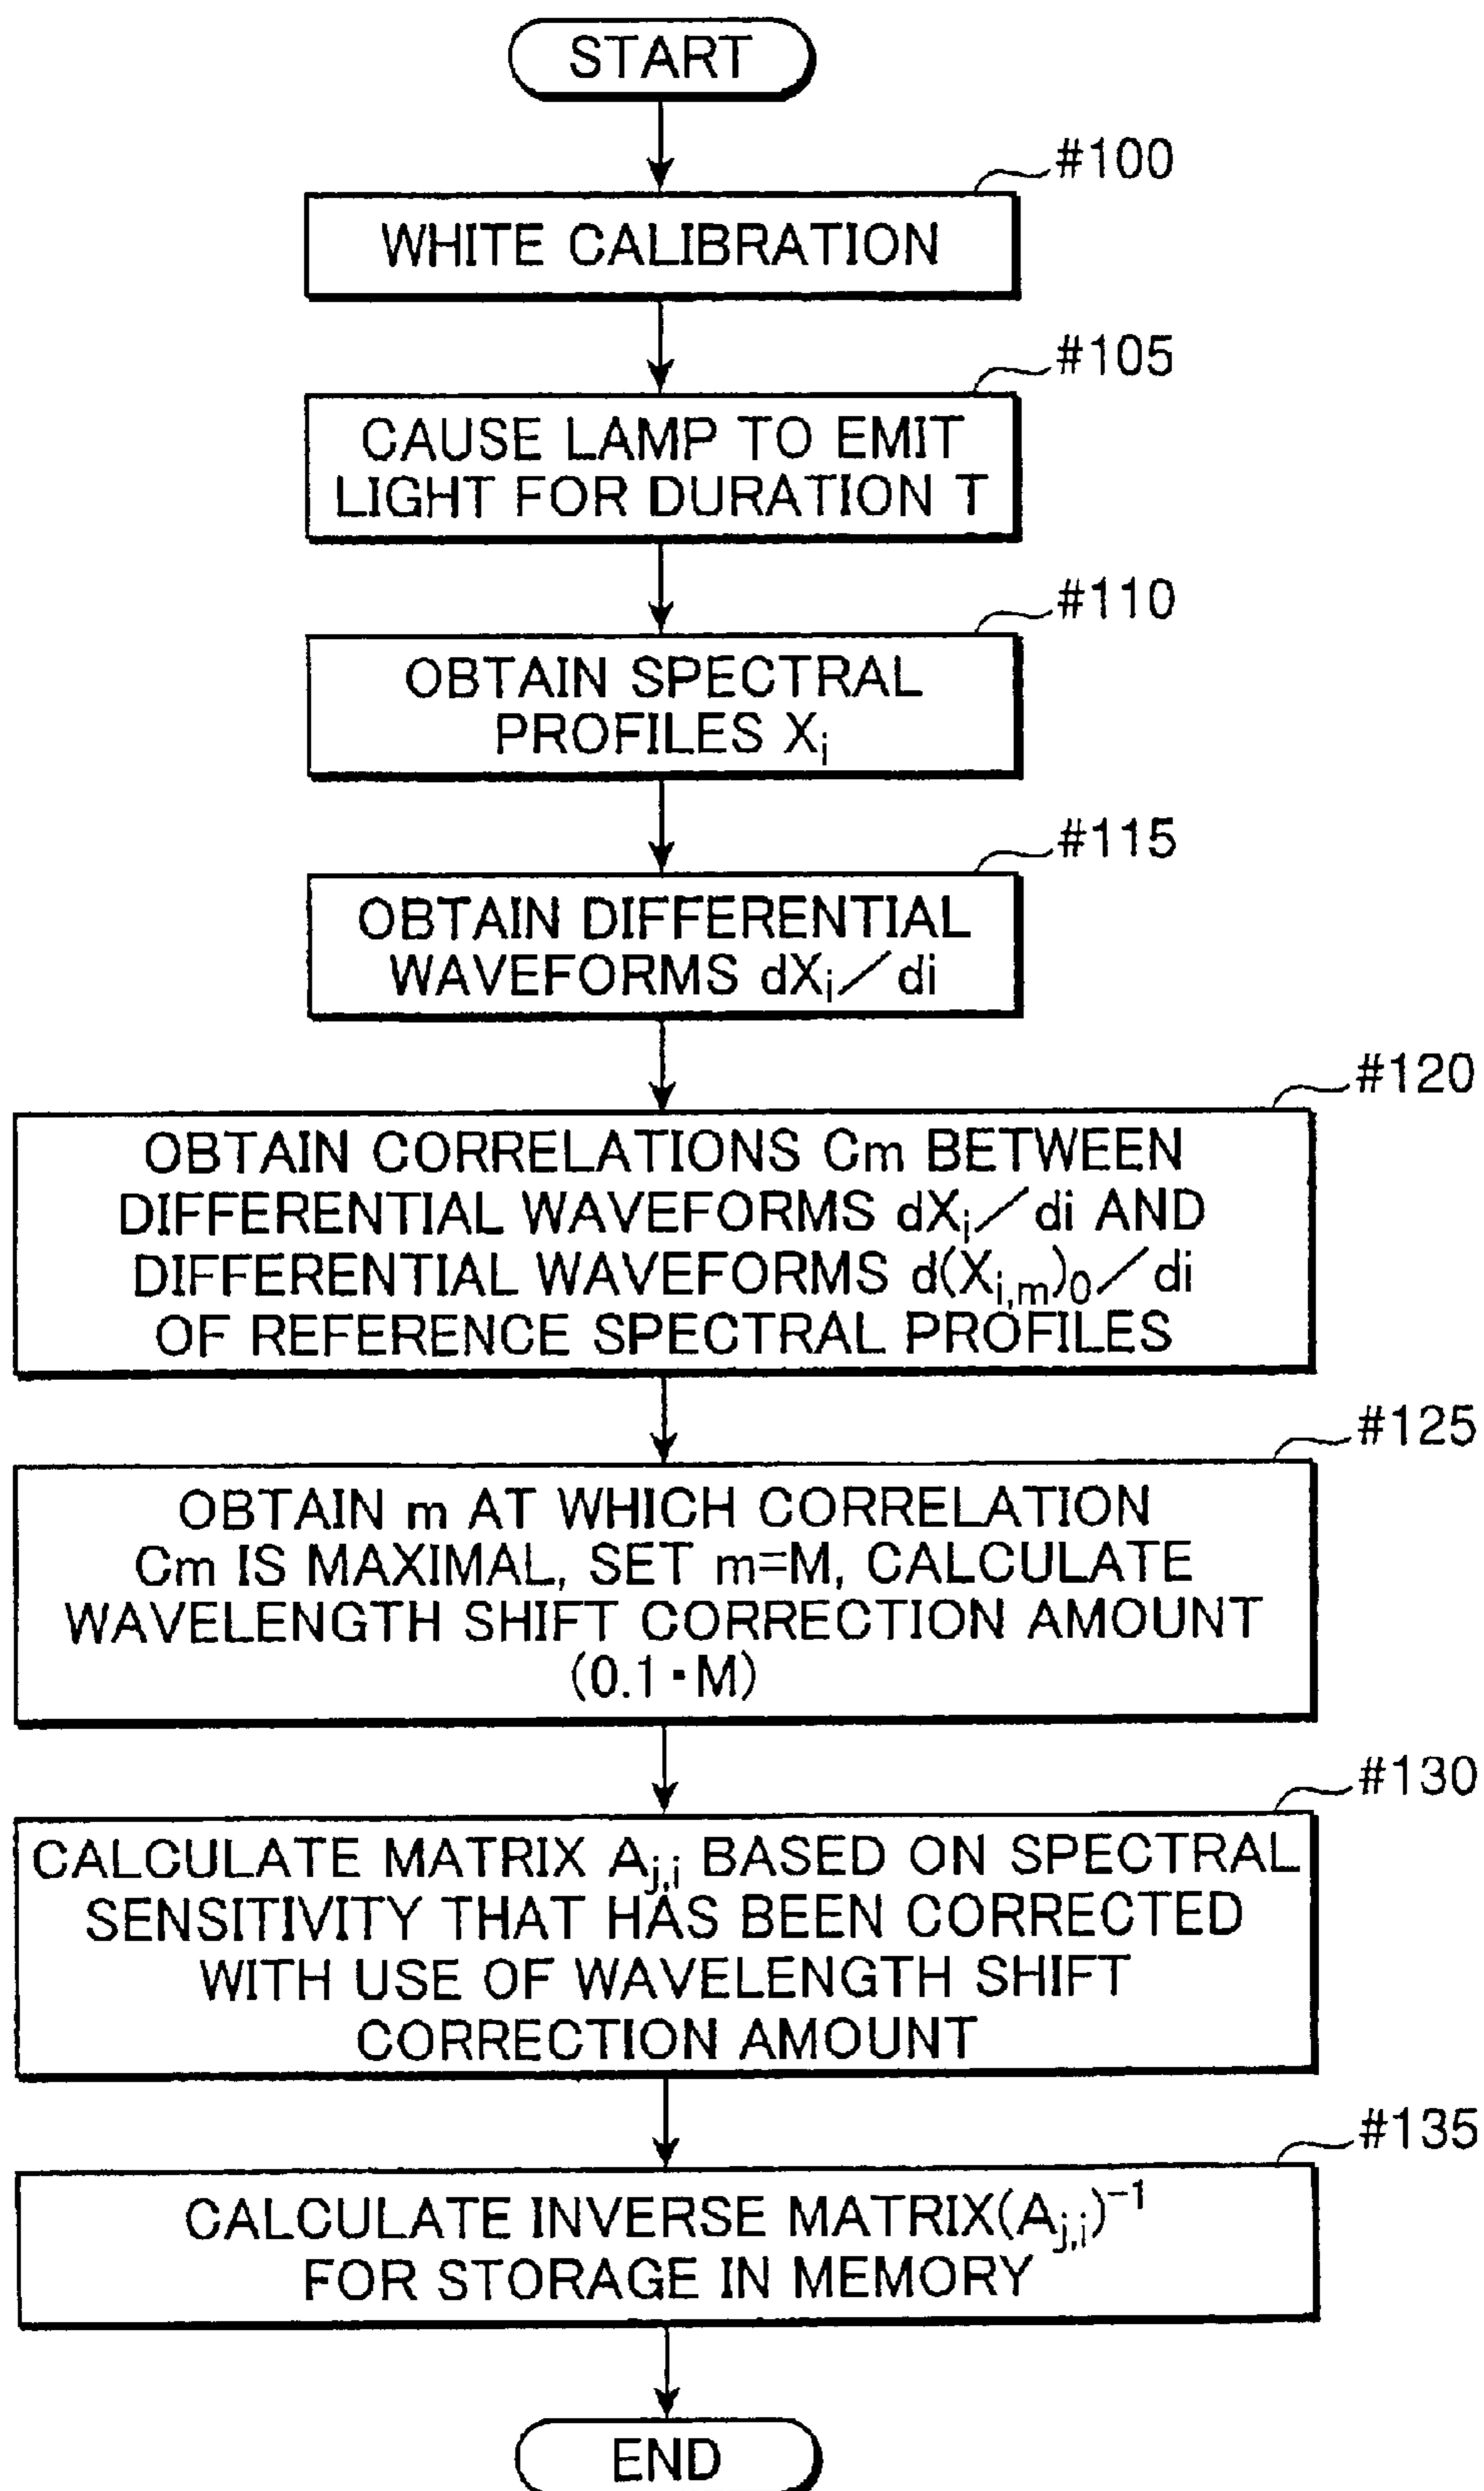 START
#100
WHITE CALIBRATION
#105
CAUSE LAMP TO EMIT
LIGHT FOR DURATION T
#110
OBTAIN SPECTRAL
PROFILES Xi
#115
OBTAIN DIFFERENTIAL
WAVEFORMS dXi/di
#120
OBTAIN CORRELATIONS Cm BETWEEN
DIFFERENTIAL WAVEFORMS dXi/di AND
DIFFERENTIAL WAVEFORMS d(Xi,m)0/di
OF REFERENCE SPECTRAL PROFILES
#125
OBTAIN m AT WHICH CORRELATION
Cm IS MAXIMAL, SET m=M, CALCULATE
WAVELENGTH SHIFT CORRECTION AMOUNT
(0.1・M)
#130
CALCULATE MATRIX Aj,i BASED ON SPECTRAL
SENSITIVITY THAT HAS BEEN CORRECTED
WITH USE OF WAVELENGTH SHIFT
CORRECTION AMOUNT
#135
CALCULATE INVERSE MATRIX(Aj,i)⁻¹
FOR STORAGE IN MEMORY
END